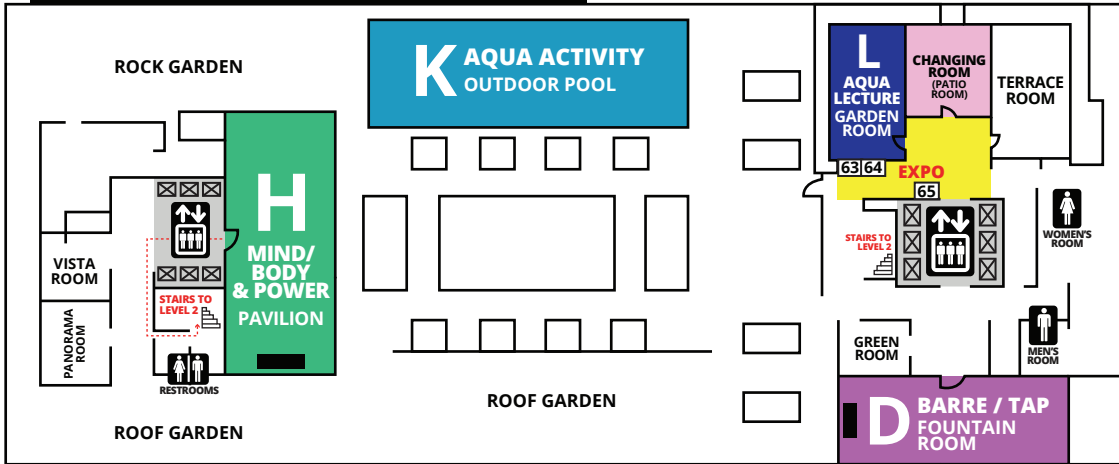 ROCK GARDEN
K AQUA ACTIVITY
OUTDOOR POOL
L
AQUA
LECTURE
GARDEN
ROOM
CHANGING
ROOM
(PATIO
ROOM)
TERRACE
ROOM
63 64
EXPO
65
H
MIND/
BODY
& POWER
PAVILION
VISTA
ROOM
PANORAMA
ROOM
STAIRS TO
LEVEL 2
RESTROOMS
STAIRS TO
LEVEL 2
WOMEN'S
ROOM
GREEN
ROOM
MEN'S
ROOM
ROOF GARDEN
ROOF GARDEN
D BARRE / TAP
FOUNTAIN
ROOM